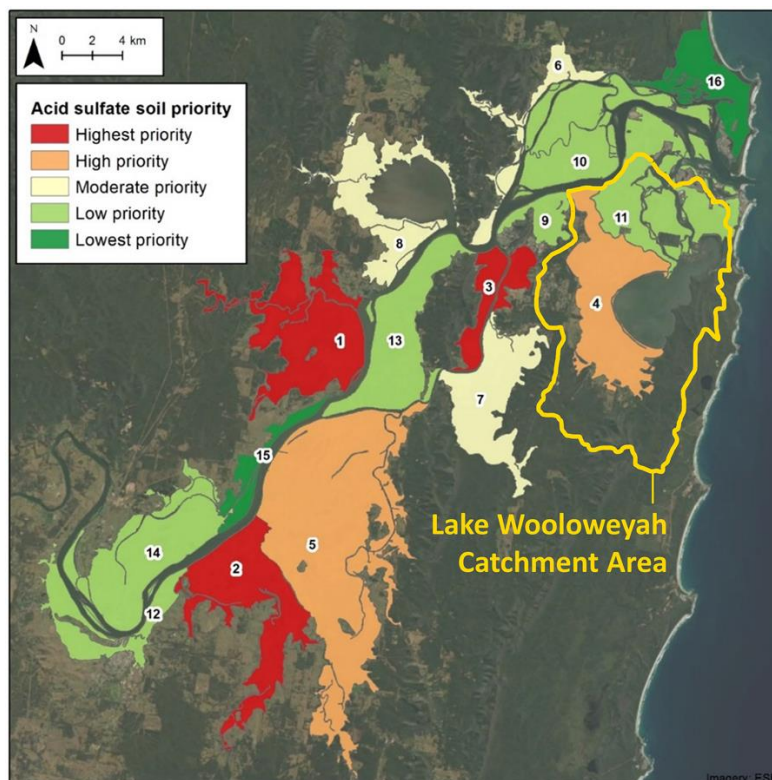 N
0 2 4 km
Acid sulfate soil priority
Highest priority
High priority
Moderate priority
Low priority
Lowest priority
6
16
10
9
11
8
3
4
1
13
7
15
5
14
2
12
Lake Wooloweyah
Catchment Area